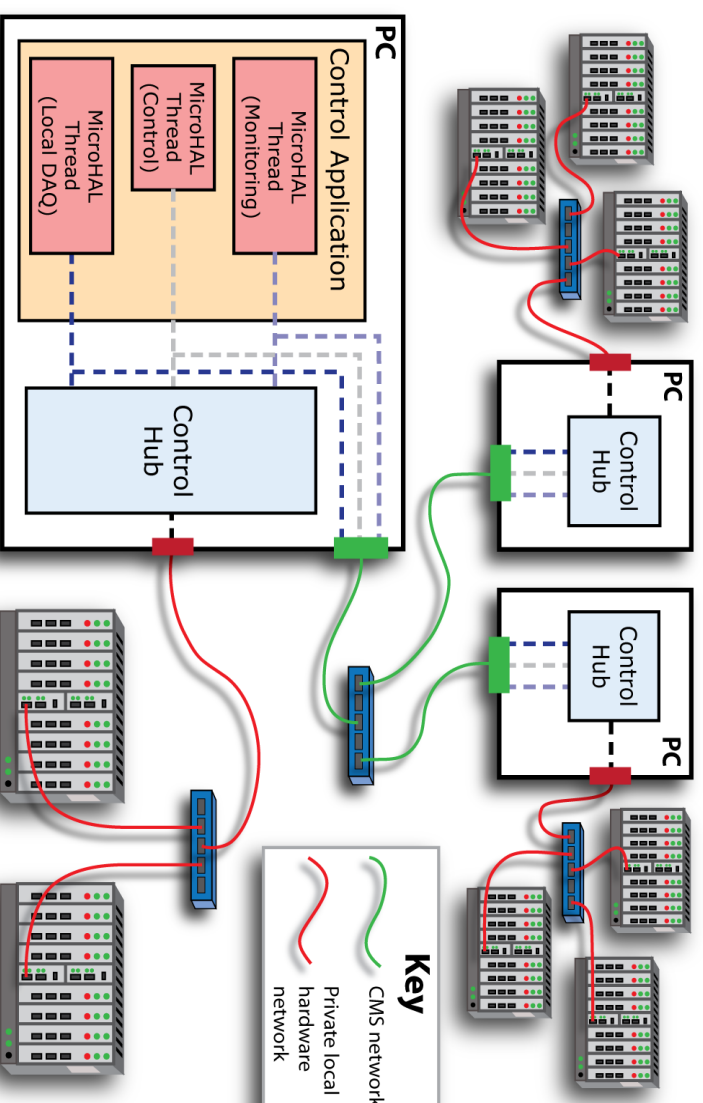 PC
Control Application
MicroHAL
Thread
(Monitoring)
MicroHAL
Thread
(Control)
MicroHAL
Thread
(Local DAQ)
Control
Hub
PC
Control
Hub
PC
Control
Hub
Key
CMS network
Private local
hardware
network